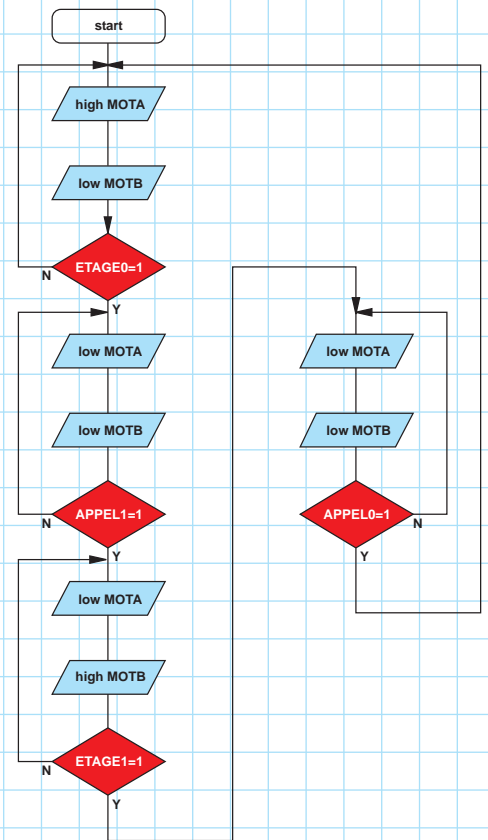 start
high MOTA
low MOTB
ETAGE0=1
N
Y
low MOTA
low MOTB
APPEL1=1
N
Y
low MOTA
high MOTB
ETAGE1=1
N
Y
low MOTA
low MOTB
APPEL0=1
N
Y